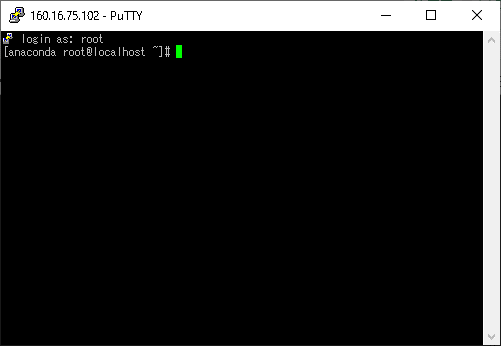 160.16.75.102 - PuTTY
login as: root
[anaconda root@localhost ~]#